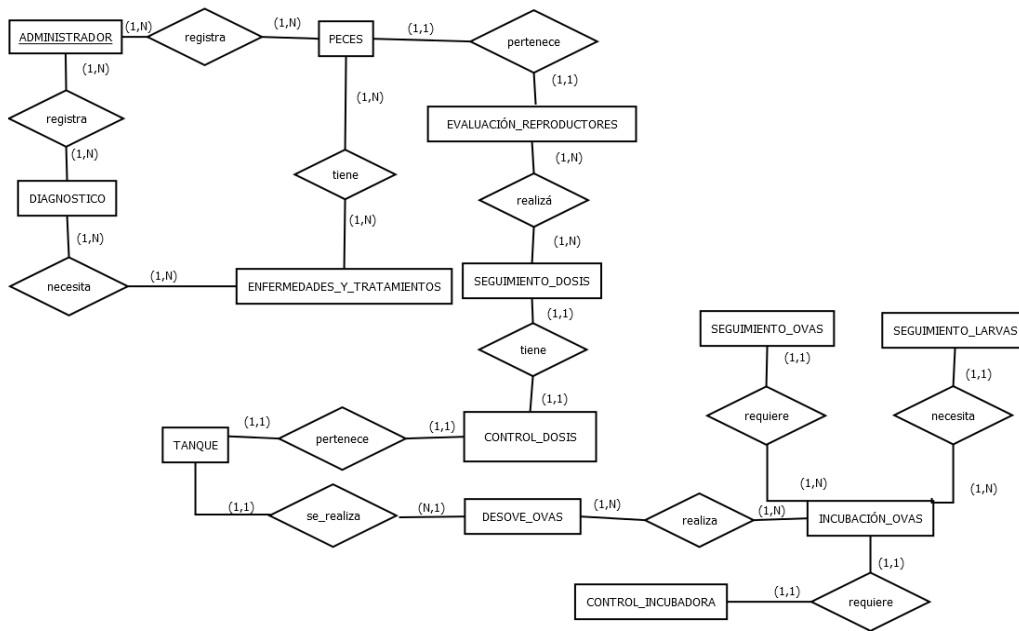 (1,N) (1,N) (1,1)
ADMINISTRADOR registra PECES pertenece
(1,N) (1,1)
(1,N)
registra EVALUACIÓN_REPRODUCTORES
(1,N) (1,N)
tiene
DIAGNOSTICO realizá
(1,N)
(1,N) (1,N)
necesita (1,N) ENFERMEDADES_Y_TRATAMIENTOS SEGUIMIENTO_DOSIS
(1,1)
SEGUIMIENTO_OVAS SEGUIMIENTO_LARVAS
tiene
(1,1) (1,1)
(1,1)
requiere necesita
(1,1) (1,1)
TANQUE pertenece CONTROL_DOSIS
(1,N) (1,N)
(1,1) se_realiza (N,1) DESOVE_OVAS (1,N) realiza (1,N) INCUBACIÓN_OVAS
(1,1)
CONTROL_INCUBADORA (1,1) requiere